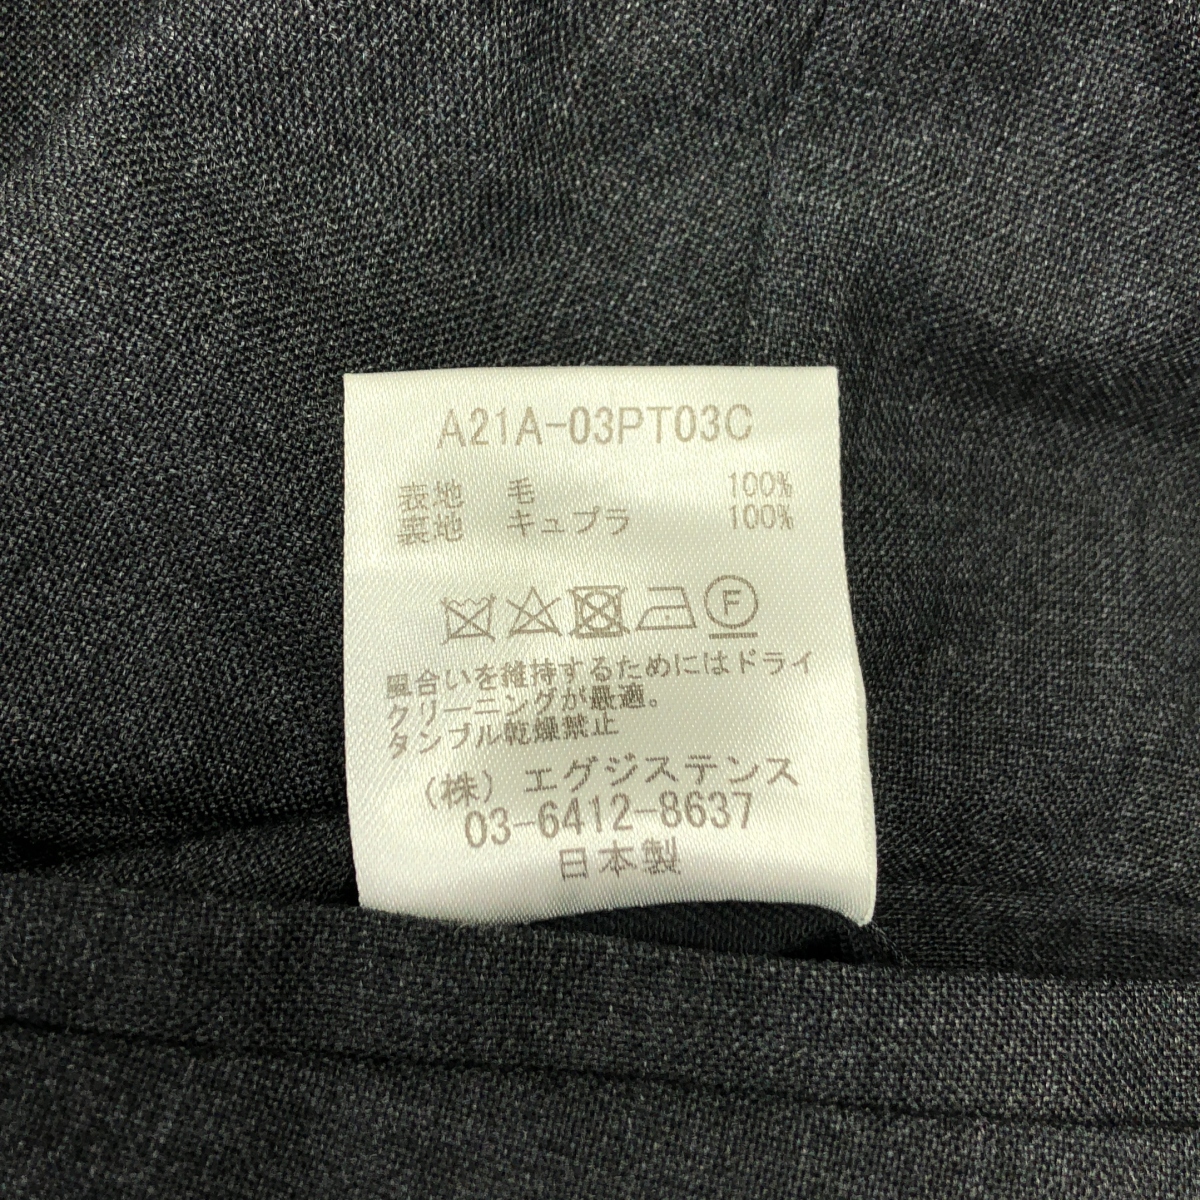 A21A-03PT03C
表地 毛 100%
裏地 キュプラ 100%
F
風合いを維持するためにはドライ
クリーニングが最適。
タンブル乾燥禁止
(株) エグジステンス
03-6412-8637
日本製